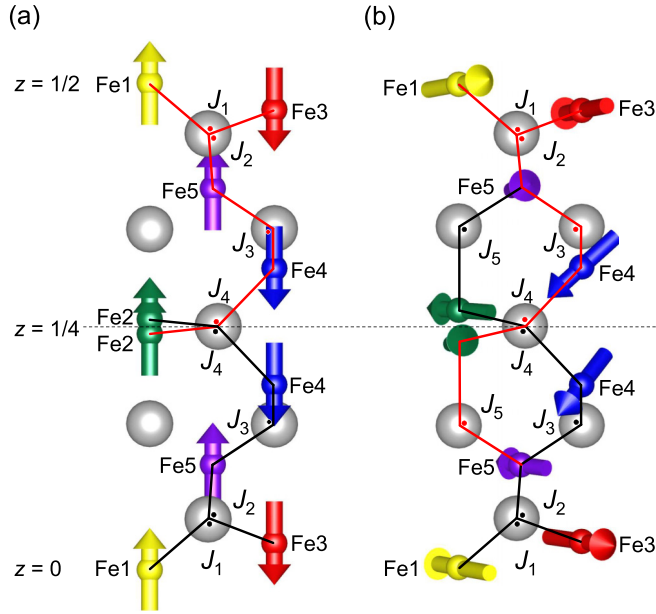 (a)
z = 1/2
Fe1
J1
Fe3
J2
Fe5
J3
Fe4
Fe2
J4
z = 1/4
Fe2
J4
Fe4
J3
Fe5
J2
Fe3
z = 0
Fe1
J1
(b)
Fe1
J1
Fe3
J2
Fe5
J5
J3
Fe4
J4
J4
Fe4
J5
J3
Fe5
J2
Fe3
Fe1
J1